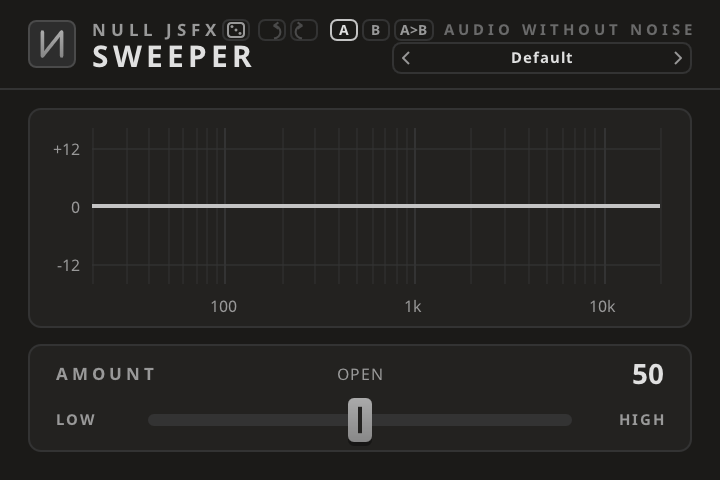 NULL JSFX A B A>B AUDIO WITHOUT NOISE
SWEEPER Default
+12
0
-12
100 1k 10k
AMOUNT OPEN 50
LOW HIGH